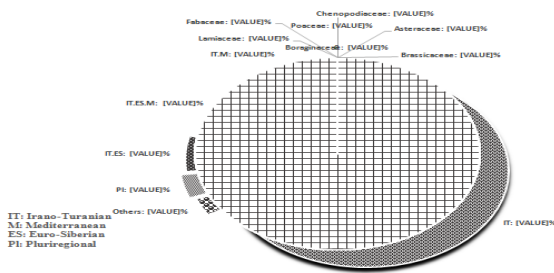 Chenopodiaceae: [VALUE]%
Fabaceae: [VALUE]%
Poaceae: [VALUE]%
Asteraceae: [VALUE]%
Lamiaceae: [VALUE]%
Boraginaceae: [VALUE]%
Brassicaceae: [VALUE]%
IT.M: [VALUE]%
IT.ES.M: [VALUE]%
IT.ES: [VALUE]%
PI: [VALUE]%
Others: [VALUE]%
IT: [VALUE]%
IT: Irano-Turanian
M: Mediterranean
ES: Euro-Siberian
PI: Pluriregional